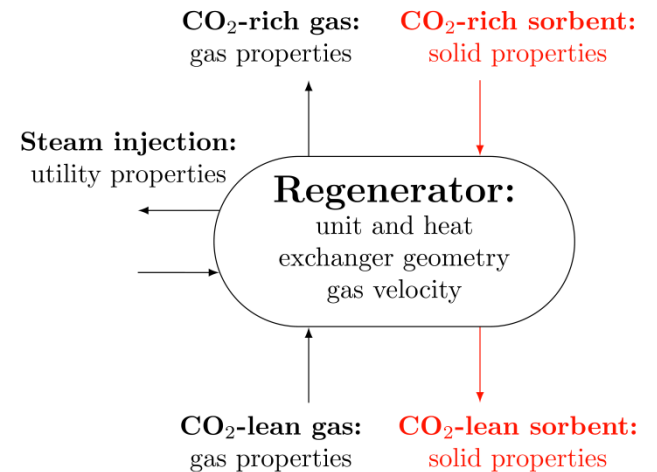 CO₂-rich gas:
gas properties
CO₂-rich sorbent:
solid properties
Steam injection:
utility properties
Regenerator:
unit and heat
exchanger geometry
gas velocity
CO₂-lean gas:
gas properties
CO₂-lean sorbent:
solid properties